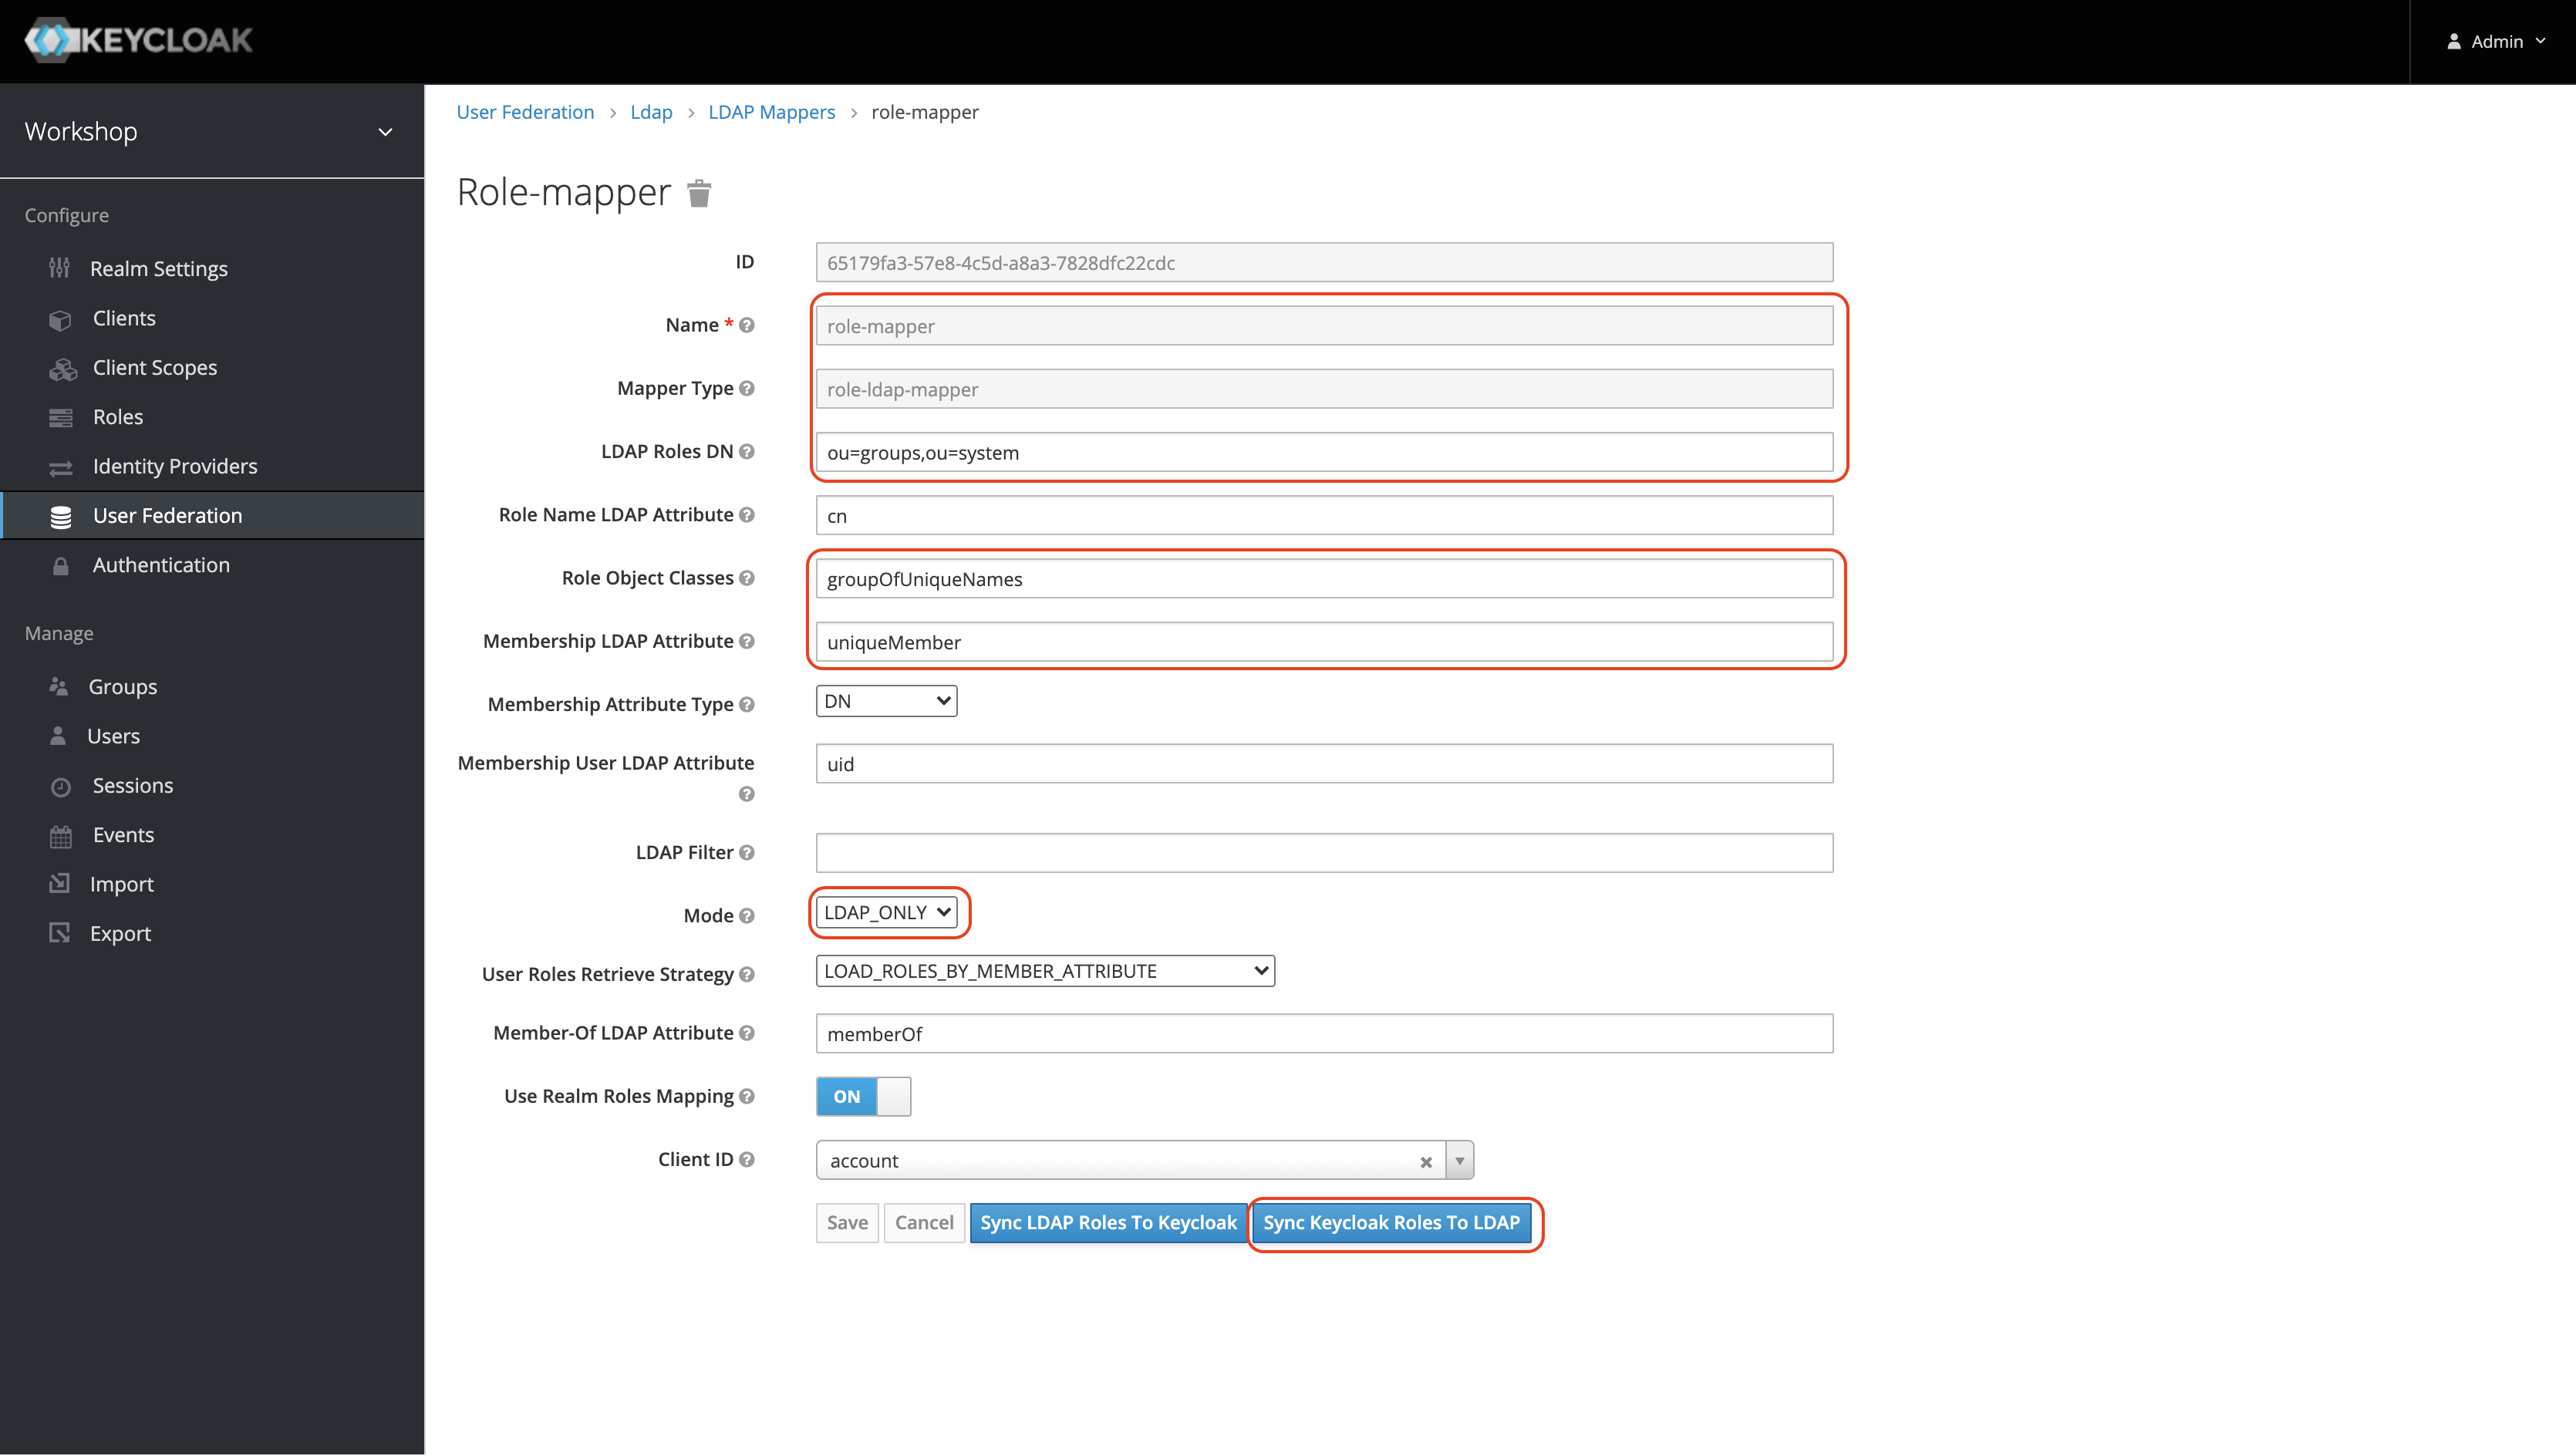 KEYCLOAK
Admin
Workshop
Configure
Realm Settings
Clients
Client Scopes
Roles
Identity Providers
User Federation
Authentication
Manage
Groups
Users
Sessions
Events
Import
Export
User Federation > Ldap > LDAP Mappers > role-mapper
Role-mapper
ID 65179fa3-57e8-4c5d-a8a3-7828dfc22cdc
Name * role-mapper
Mapper Type role-ldap-mapper
LDAP Roles DN ou=groups,ou=system
Role Name LDAP Attribute cn
Role Object Classes groupOfUniqueNames
Membership LDAP Attribute uniqueMember
Membership Attribute Type DN
Membership User LDAP Attribute uid
LDAP Filter
Mode LDAP_ONLY
User Roles Retrieve Strategy LOAD_ROLES_BY_MEMBER_ATTRIBUTE
Member-Of LDAP Attribute memberOf
Use Realm Roles Mapping ON
Client ID account
Save Cancel Sync LDAP Roles To Keycloak Sync Keycloak Roles To LDAP